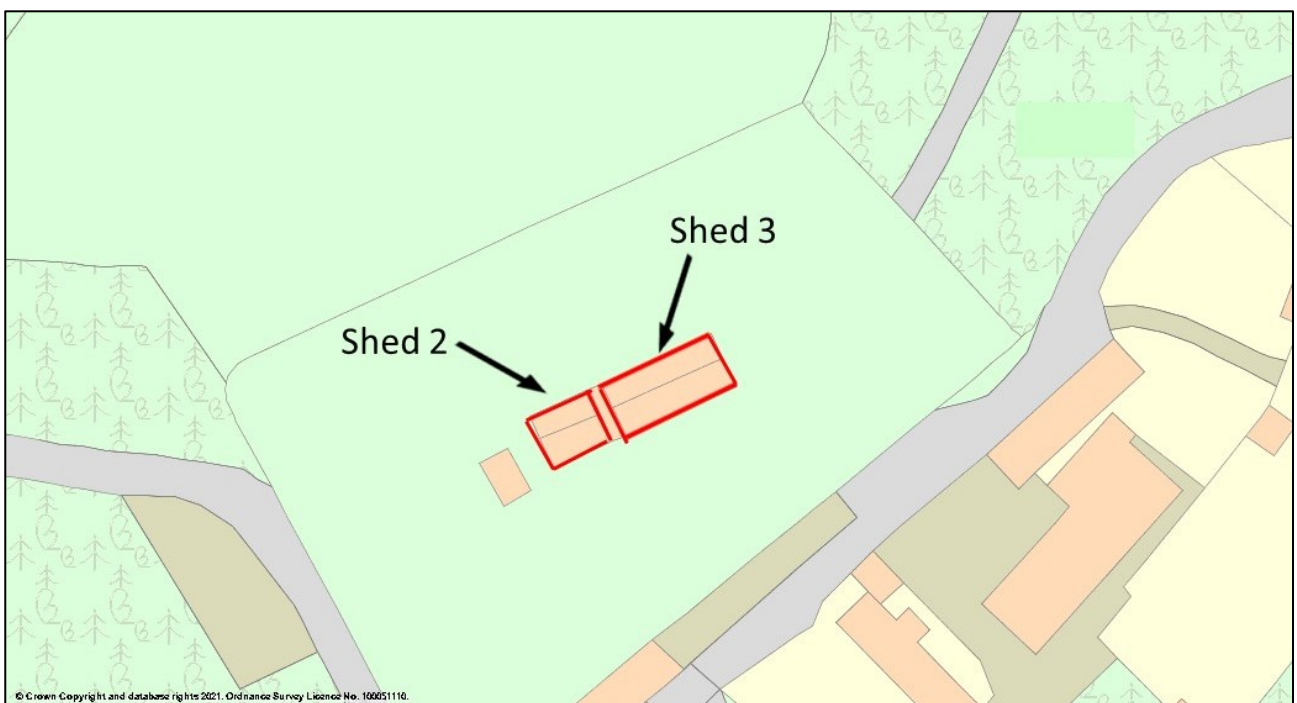 Shed 3
Shed 2
© Crown Copyright and database rights 2021. Ordnance Survey Licence No. 100051110.